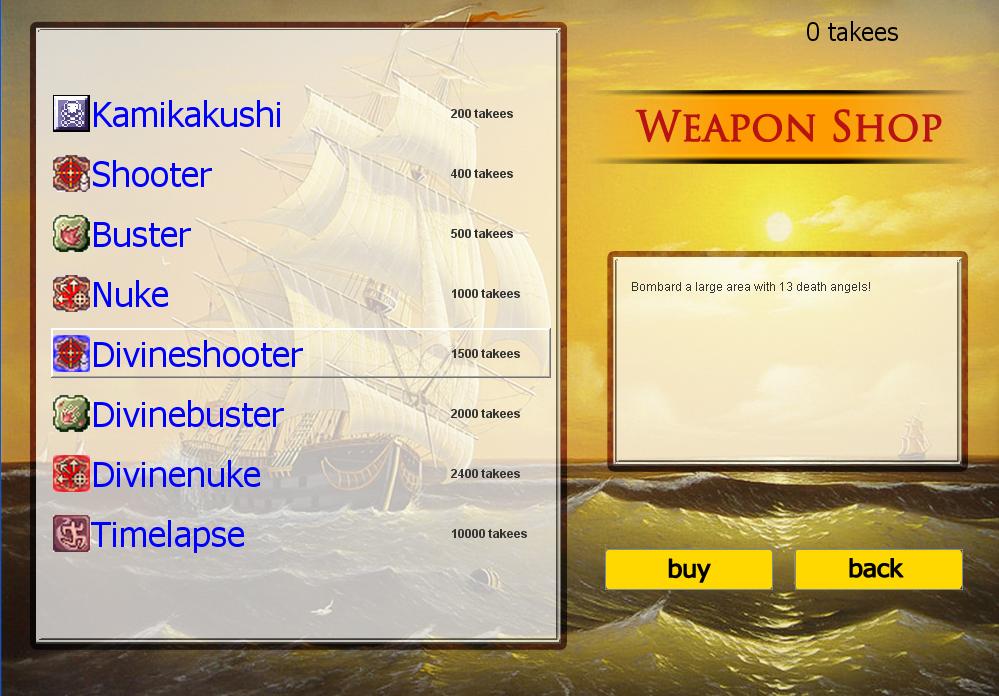 0 takees
Weapon Shop
Kamikakushi 200 takees
Shooter 400 takees
Buster 500 takees
Nuke 1000 takees
Divineshooter 1500 takees
Divinebuster 2000 takees
Divinenuke 2400 takees
Timelapse 10000 takees
Bombard a large area with 13 death angels!
buy back